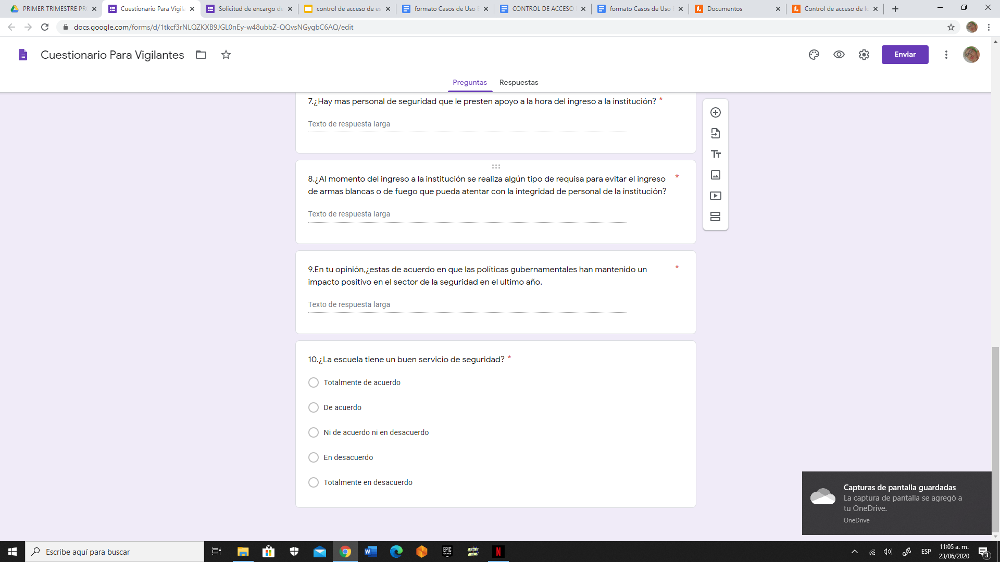 PRIMER TRIMESTRE PR
Cuestionario Para Vigila
Solicitud de encargo de
control de acceso de es
formato Casos de Uso
CONTROL DE ACCESO
formato Casos de Uso
Documentos
Control de acceso de lo
docs.google.com/forms/d/1tkcf3rNLQZKXB9JGL0nEy-w48ubbZ-QQvsNGygbC6AQ/edit
Cuestionario Para Vigilantes
Enviar
Preguntas
Respuestas
7.¿Hay mas personal de seguridad que le presten apoyo a la hora del ingreso a la institución? *
Texto de respuesta larga
8.¿Al momento del ingreso a la institución se realiza algún tipo de requisa para evitar el ingreso *
de armas blancas o de fuego que pueda atentar con la integridad de personal de la institución?
Texto de respuesta larga
9.En tu opinión,¿estas de acuerdo en que las políticas gubernamentales han mantenido un *
impacto positivo en el sector de la seguridad en el ultimo año.
Texto de respuesta larga
10.¿La escuela tiene un buen servicio de seguridad? *
Totalmente de acuerdo
De acuerdo
Ni de acuerdo ni en desacuerdo
En desacuerdo
Totalmente en desacuerdo
Capturas de pantalla guardadas
La captura de pantalla se agregó a
tu OneDrive.
OneDrive
Escribe aquí para buscar
EPIC
GAMES
ESP
11:05 a. m.
23/06/2020
3